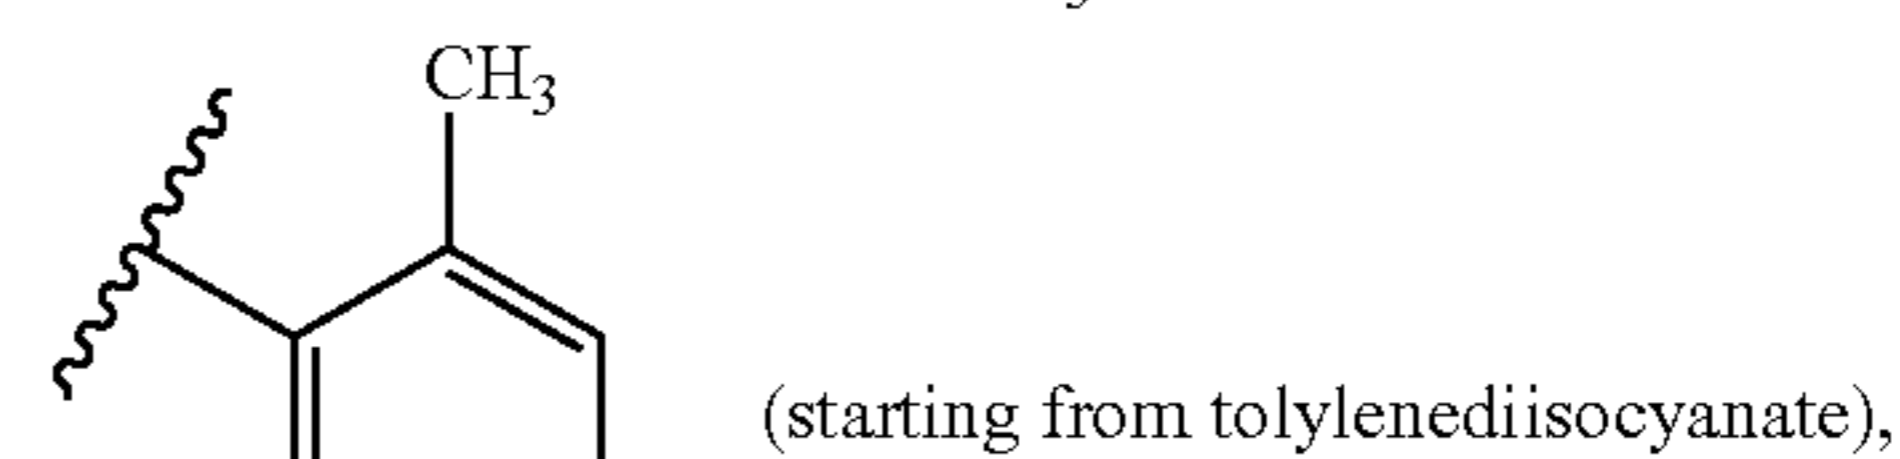 CH₃
(starting from tolylenediisocyanate),